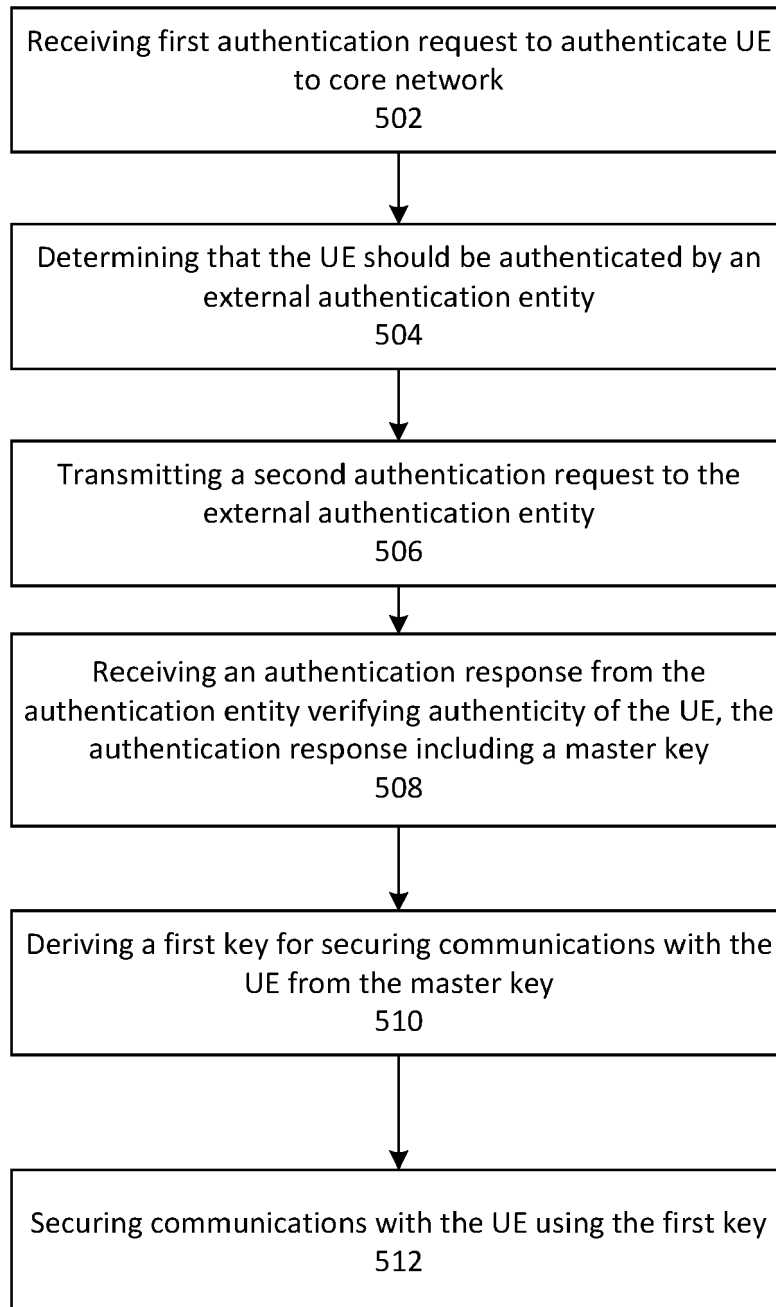 Receiving first authentication request to authenticate UE
to core network
502
Determining that the UE should be authenticated by an
external authentication entity
504
Transmitting a second authentication request to the
external authentication entity
506
Receiving an authentication response from the
authentication entity verifying authenticity of the UE, the
authentication response including a master key
508
Deriving a first key for securing communications with the
UE from the master key
510
Securing communications with the UE using the first key
512